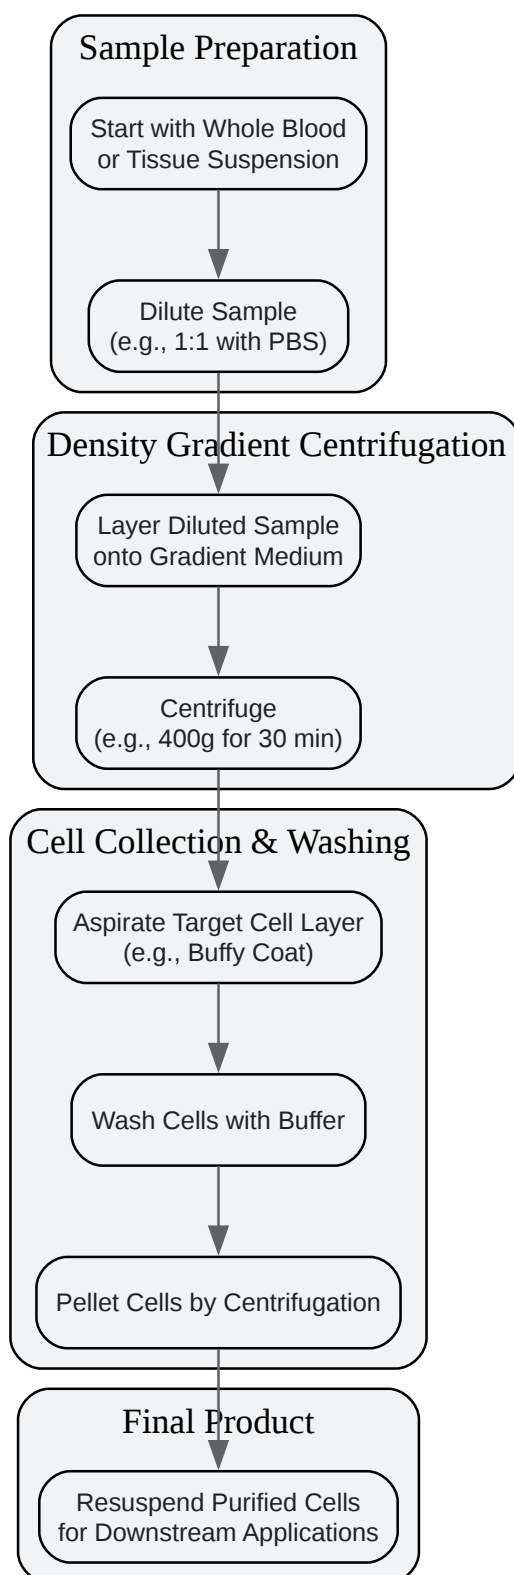 Sample Preparation
Start with Whole Blood
or Tissue Suspension
Dilute Sample
(e.g., 1:1 with PBS)
Density Gradient Centrifugation
Layer Diluted Sample
onto Gradient Medium
Centrifuge
(e.g., 400g for 30 min)
Cell Collection & Washing
Aspirate Target Cell Layer
(e.g., Buffy Coat)
Wash Cells with Buffer
Pellet Cells by Centrifugation
Final Product
Resuspend Purified Cells
for Downstream Applications